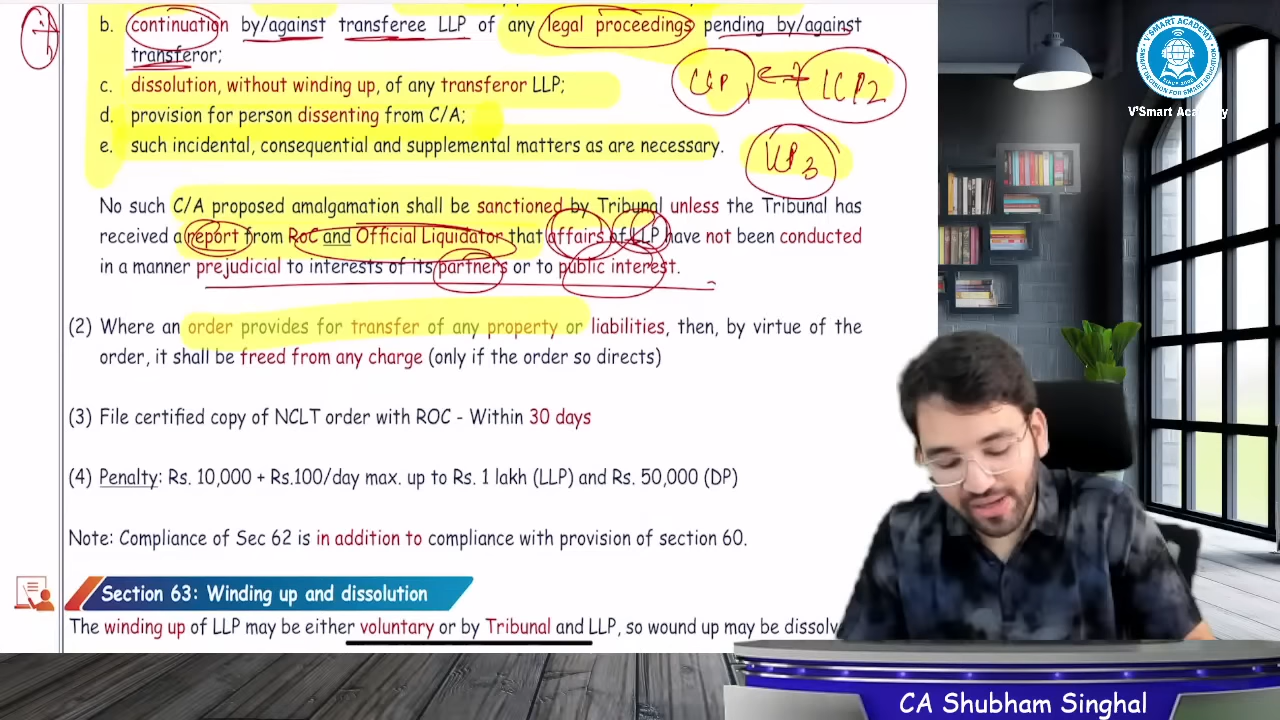 b. continuation by/against transferee LLP of any legal proceedings pending by/against
transferor;
c. dissolution, without winding up, of any transferor LLP;
d. provision for person dissenting from C/A;
e. such incidental, consequential and supplemental matters as are necessary.
LLP1 LLP2
LLP3
No such C/A proposed amalgamation shall be sanctioned by Tribunal unless the Tribunal has
received a report from RoC and Official Liquidator that affairs of LLP have not been conducted
in a manner prejudicial to interests of its partners or to public interest.
(2) Where an order provides for transfer of any property or liabilities, then, by virtue of the
order, it shall be freed from any charge (only if the order so directs)
(3) File certified copy of NCLT order with ROC - Within 30 days
(4) Penalty: Rs. 10,000 + Rs.100/day max. up to Rs. 1 lakh (LLP) and Rs. 50,000 (DP)
Note: Compliance of Sec 62 is in addition to compliance with provision of section 60.
Section 63: Winding up and dissolution
The winding up of LLP may be either voluntary or by Tribunal and LLP, so wound up may be dissolv
V'SMART ACADEMY
SMART DECISION FOR SMART EDUCATION
V'Smart Academy
CA Shubham Singhal